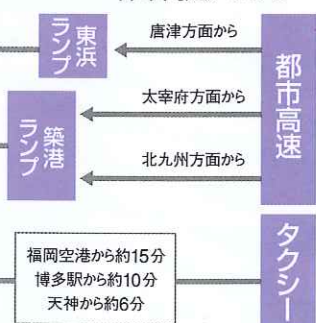 都市高速
唐津方面から
東浜
ランプ
太宰府方面から
北九州方面から
築港
ランプ
タクシー
福岡空港から約15分
博多駅から約10分
天神から約6分